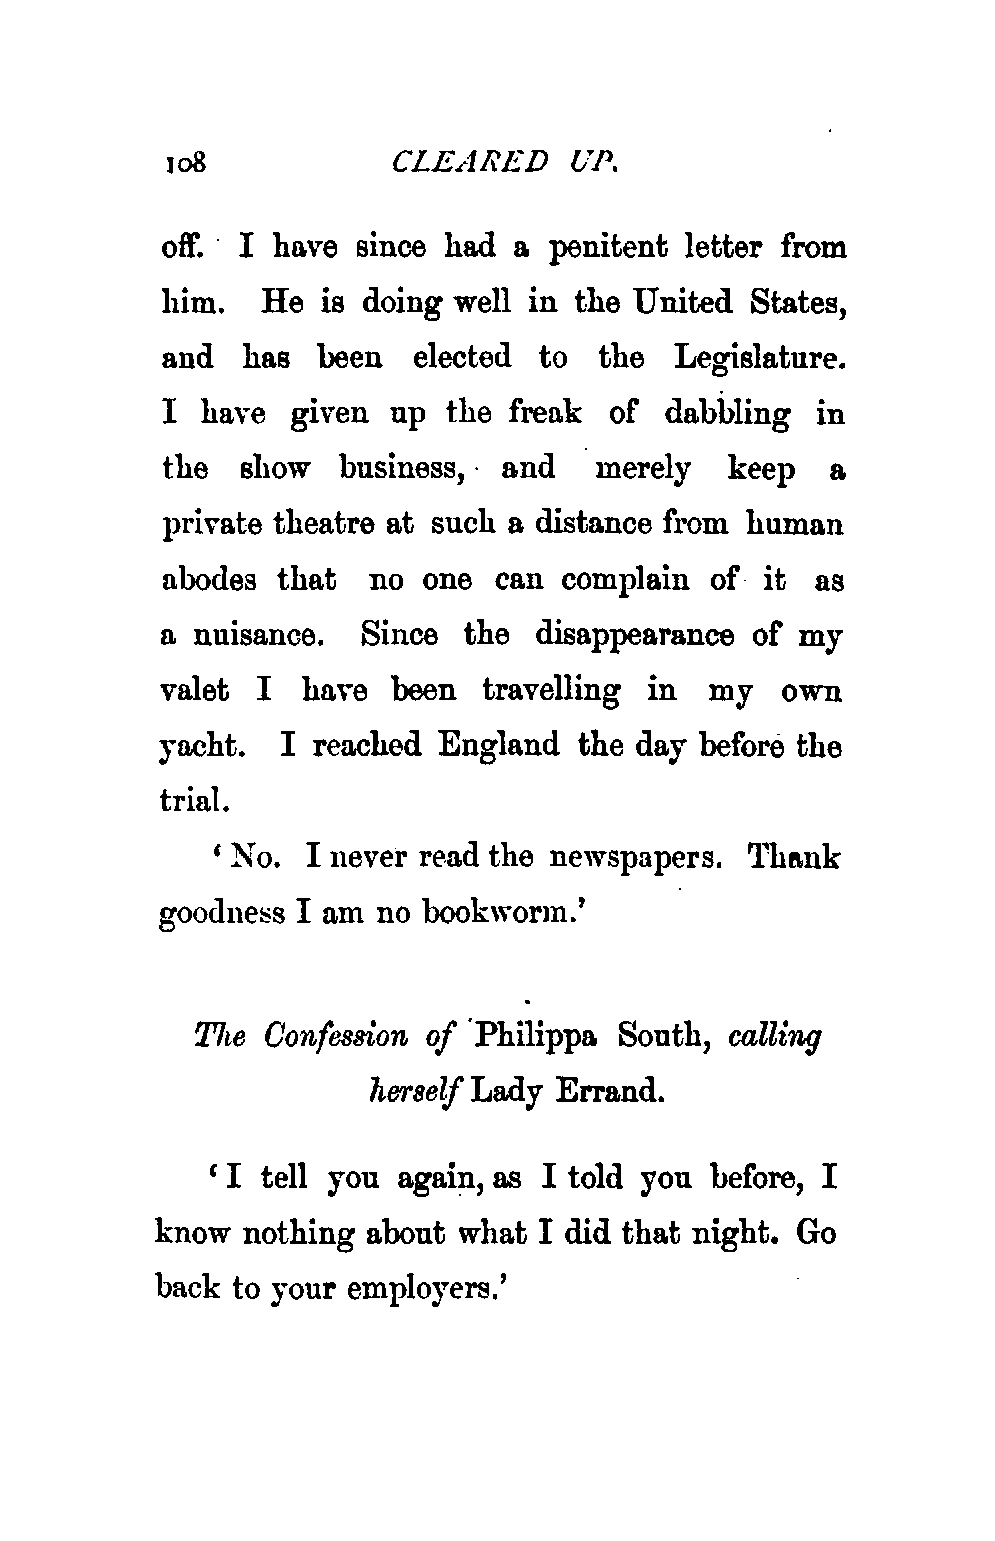 108 CLEARED UP.
off. I have since had a penitent letter from
him. He is doing well in the United States,
and has been elected to the Legislature.
I have given up the freak of dabbling in
the show business, and merely keep a
private theatre at such a distance from human
abodes that no one can complain of it as
a nuisance. Since the disappearance of my
valet I have been travelling in my own
yacht. I reached England the day before the
trial.
‘No. I never read the newspapers. Thank
goodness I am no bookworm.’
The Confession of Philippa South, calling
herself Lady Errand.
‘I tell you again, as I told you before, I
know nothing about what I did that night. Go
back to your employers.’